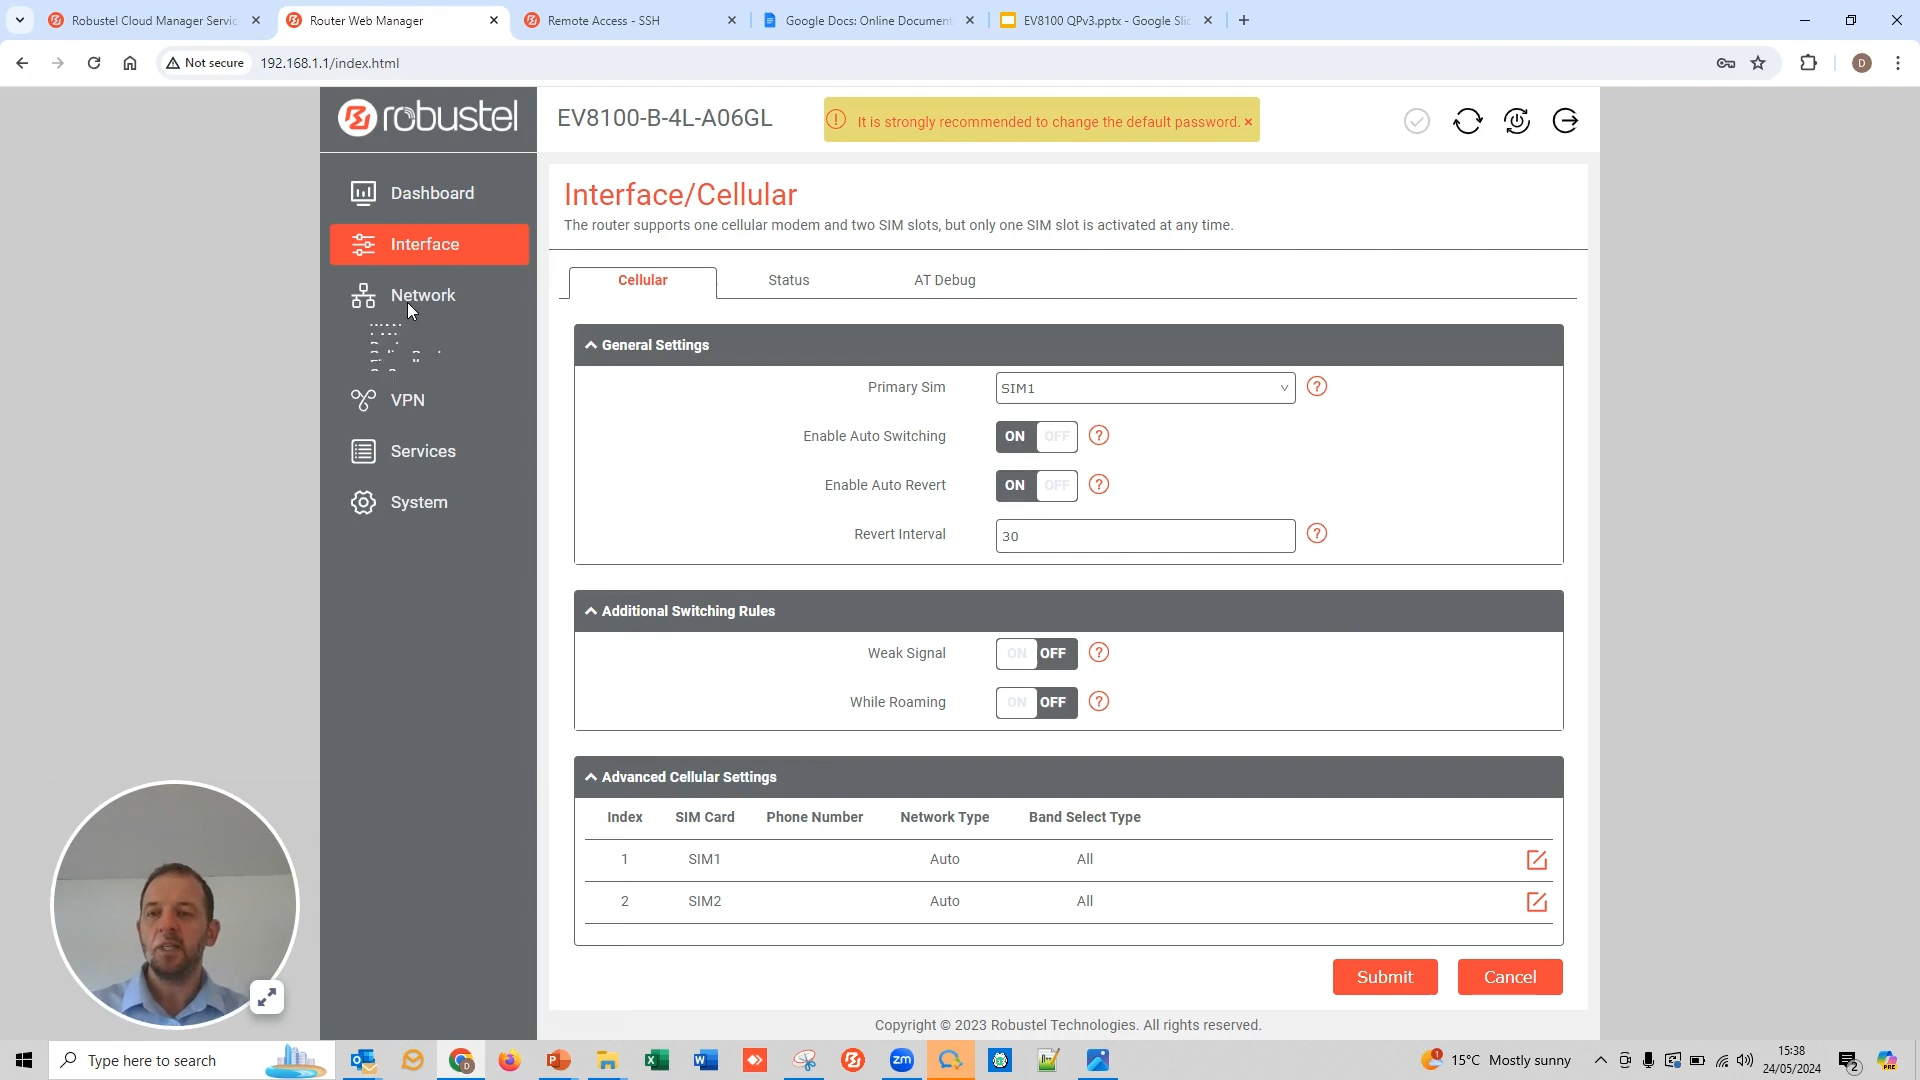 Robustel Cloud Manager Servic
Router Web Manager
Remote Access - SSH
Google Docs: Online Document
EV8100 QPv3.pptx - Google Slic
Not secure
192.168.1.1/index.html
D
robustel
EV8100-B-4L-A06GL
It is strongly recommended to change the default password. ×
Dashboard
Interface
Network
VPN
Services
System
Interface/Cellular
The router supports one cellular modem and two SIM slots, but only one SIM slot is activated at any time.
Cellular
Status
AT Debug
General Settings
Primary Sim
SIM1
Enable Auto Switching
ON OFF
Enable Auto Revert
ON OFF
Revert Interval
30
Additional Switching Rules
Weak Signal
ON OFF
While Roaming
ON OFF
Advanced Cellular Settings
Index SIM Card Phone Number Network Type Band Select Type
1 SIM1 Auto All
2 SIM2 Auto All
Submit
Cancel
Copyright © 2023 Robustel Technologies. All rights reserved.
Type here to search
15°C Mostly sunny
15:38
24/05/2024